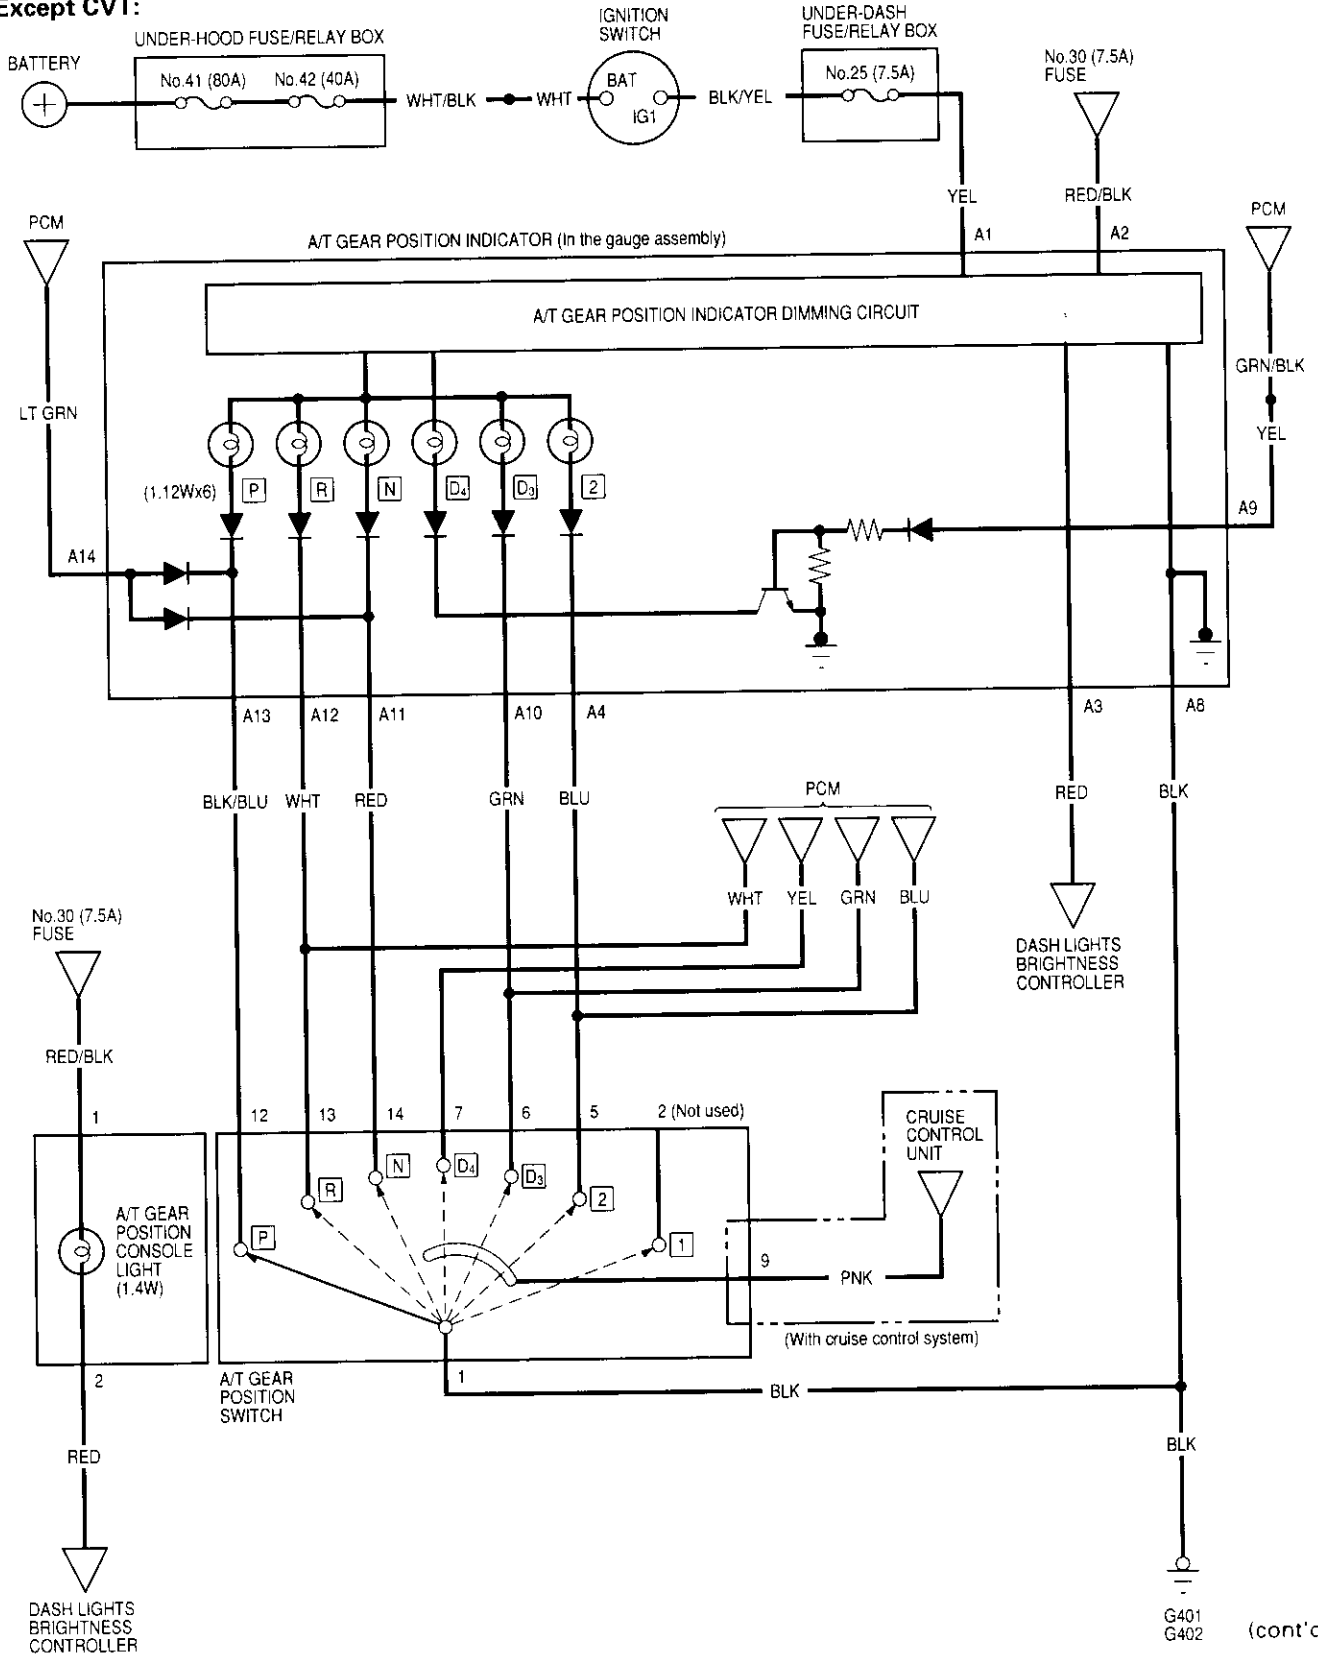 Except CVT:
BATTERY
UNDER-HOOD FUSE/RELAY BOX
No.41 (80A) No.42 (40A)
WHT/BLK
WHT
IGNITION
SWITCH
BAT
IG1
BLK/YEL
UNDER-DASH
FUSE/RELAY BOX
No.25 (7.5A)
No.30 (7.5A)
FUSE
YEL
RED/BLK
PCM
PCM
A/T GEAR POSITION INDICATOR (In the gauge assembly)
A1
A2
A/T GEAR POSITION INDICATOR DIMMING CIRCUIT
GRN/BLK
LT GRN
YEL
(1.12Wx6)
P
R
N
D4
D3
2
A9
A14
A13
A12
A11
A10
A4
A3
A8
BLK/BLU
WHT
RED
GRN
BLU
PCM
RED
BLK
WHT
YEL
GRN
BLU
No.30 (7.5A)
FUSE
DASH LIGHTS
BRIGHTNESS
CONTROLLER
RED/BLK
1
12
13
14
7
6
5
2 (Not used)
CRUISE
CONTROL
UNIT
P
R
N
D4
D3
2
1
A/T GEAR
POSITION
CONSOLE
LIGHT
(1.4W)
9
PNK
(With cruise control system)
2
A/T GEAR
POSITION
SWITCH
1
BLK
RED
BLK
DASH LIGHTS
BRIGHTNESS
CONTROLLER
G401
G402
(cont'd